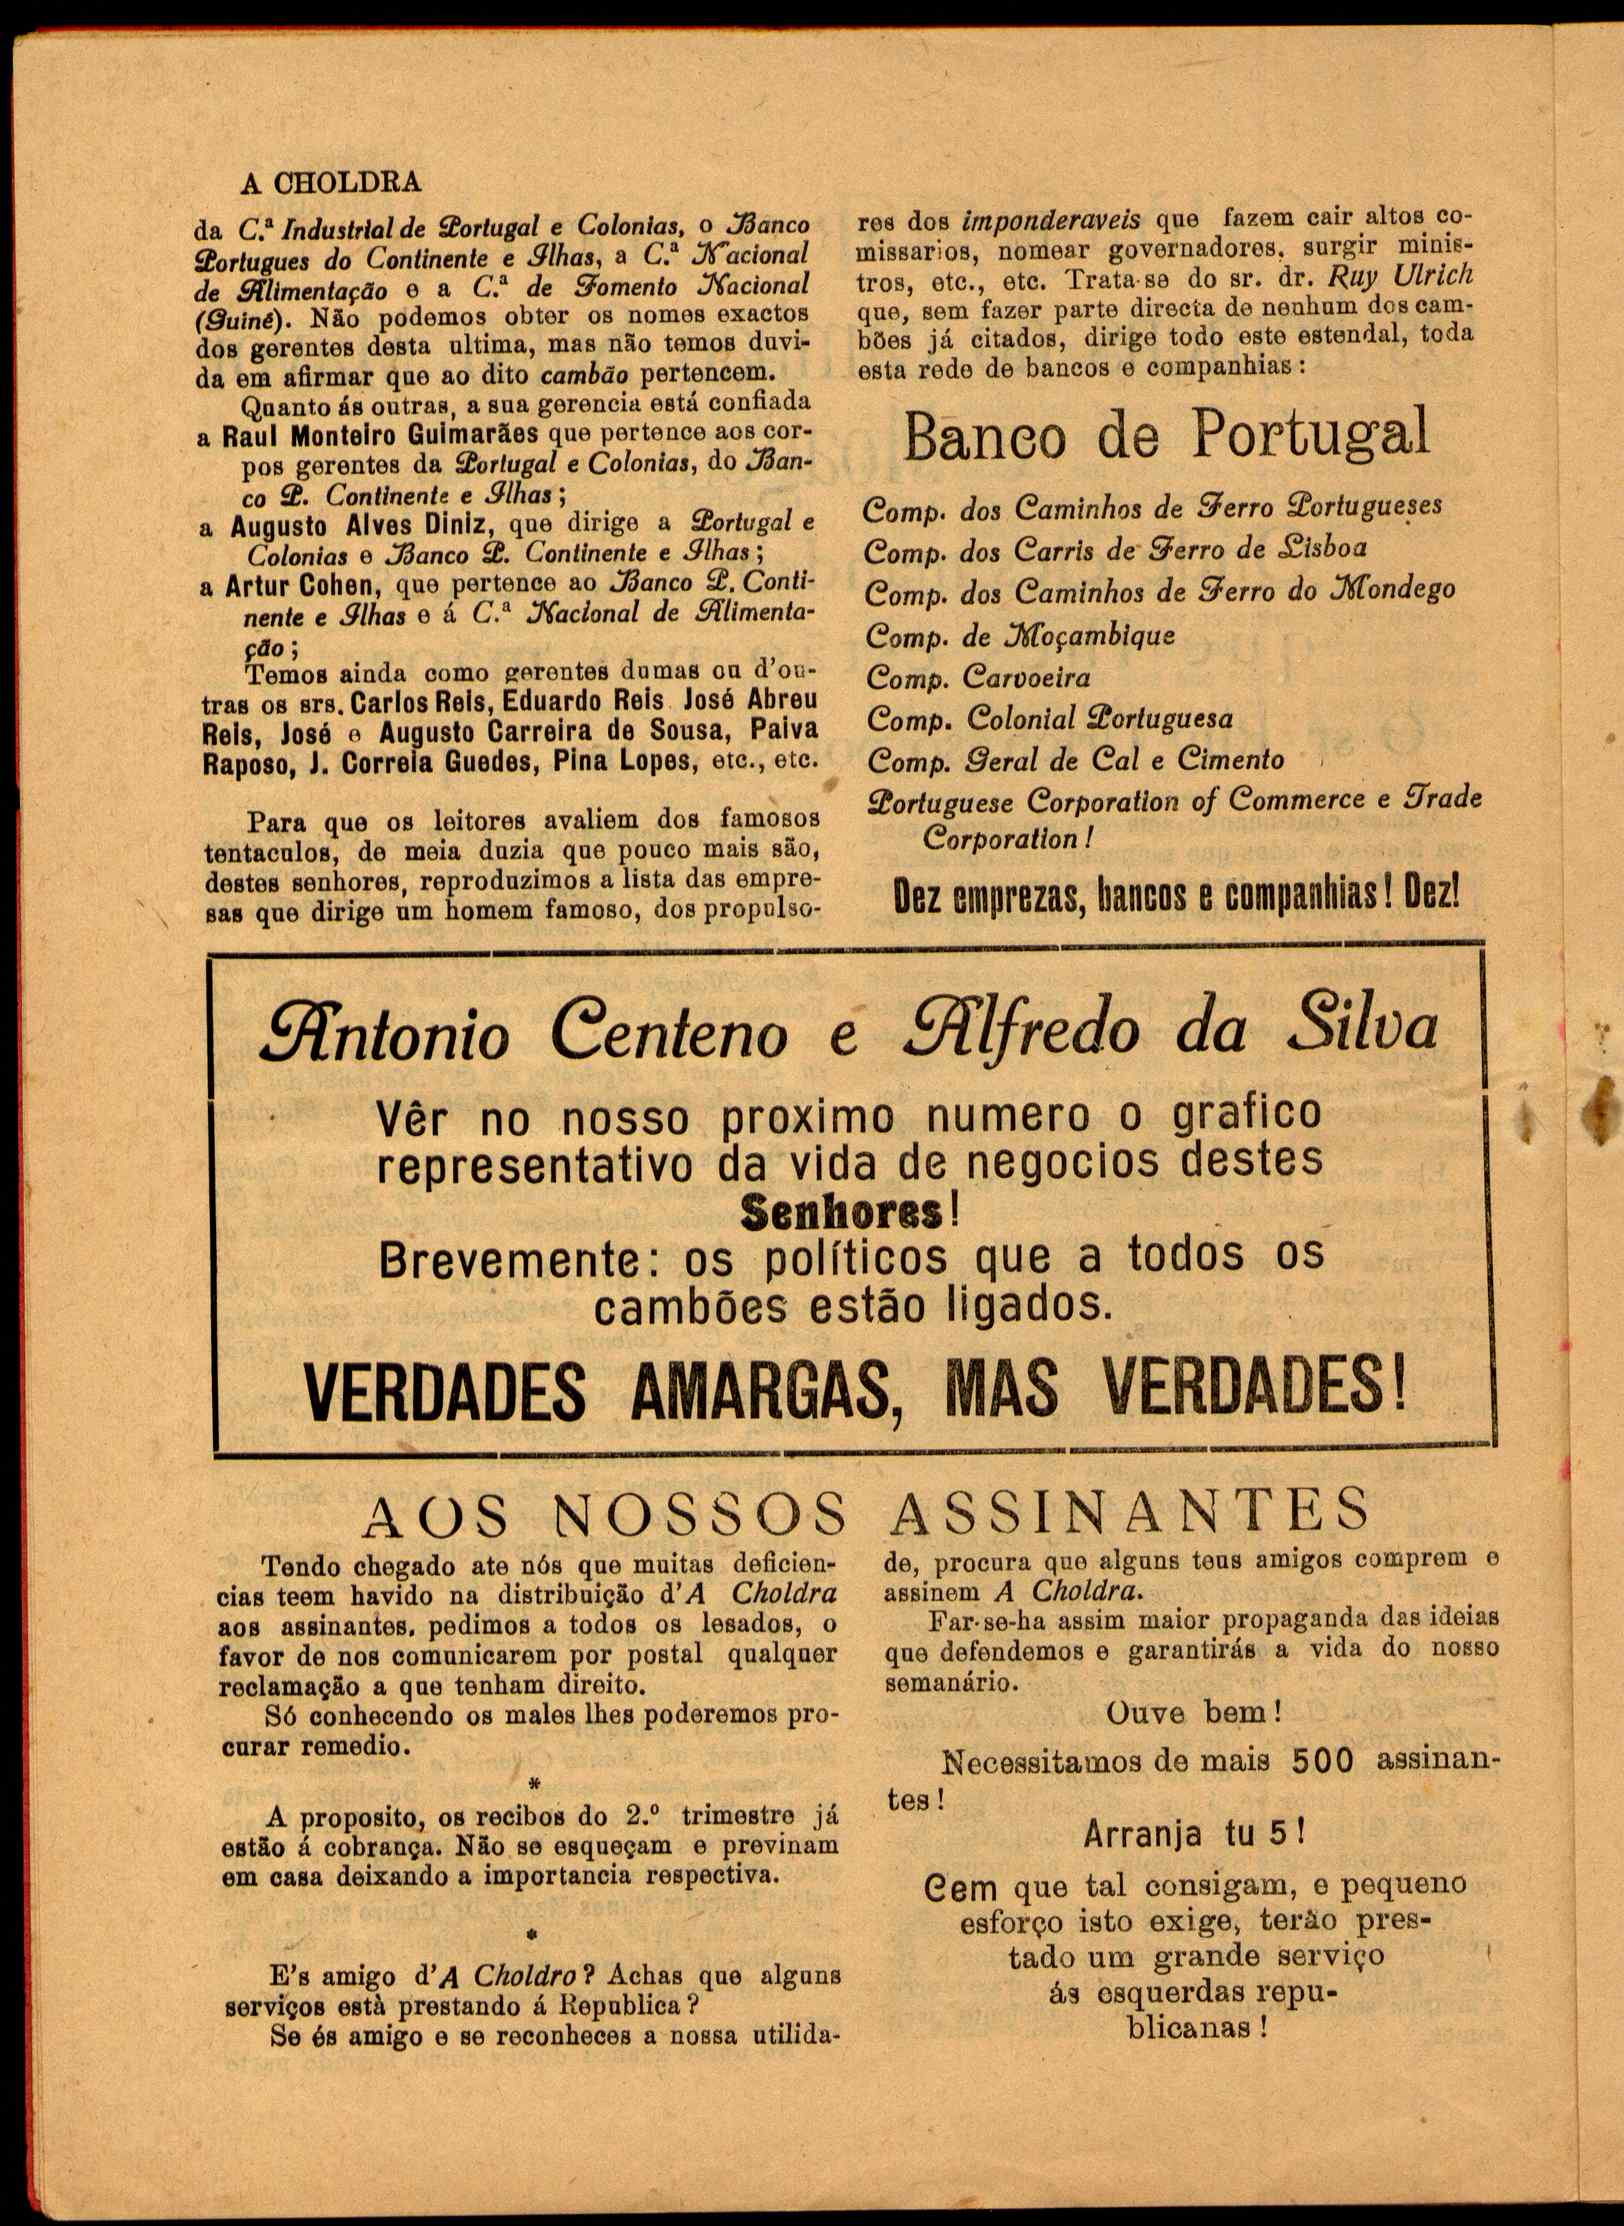 A CHOLDRA
da C.ª Industrial de Portugal e Colonias, o Banco
Portugues do Continente e Ilhas, a C.ª Nacional
de Alimentação e a C.ª de Fomento Nacional
(Guiné). Não podemos obter os nomes exactos
dos gerentes desta ultima, mas não temos duvi-
da em afirmar que ao dito cambão pertencem.
Quanto ás outras, a sua gerencia está confiada
a Raul Monteiro Guimarães que pertence aos cor-
pos gerentes da Portugal e Colonias, do Ban-
co P. Continente e Ilhas;
a Augusto Alves Diniz, que dirige a Portugal e
Colonias e Banco P. Continente e Ilhas;
a Artur Cohen, que pertence ao Banco P. Conti-
nente e Ilhas e á C.ª Nacional de Alimenta-
ção;
Temos ainda como gerentes dumas ou d'ou-
tras os srs. Carlos Reis, Eduardo Reis José Abreu
Reis, José e Augusto Carreira de Sousa, Paiva
Raposo, J. Correia Guedes, Pina Lopes, etc., etc.
Para que os leitores avaliem dos famosos
tentaculos, de meia duzia que pouco mais são,
destes senhores, reproduzimos a lista das empre-
sas que dirige um homem famoso, dos propulso-
res dos imponderaveis que fazem cair altos co-
missarios, nomear governadores, surgir minis-
tros, etc., etc. Trata-se do sr. dr. Ruy Ulrich
que, sem fazer parte directa de nenhum dos cam-
bões já citados, dirige todo este estendal, toda
esta rede de bancos e companhias:
Banco de Portugal
Comp. dos Caminhos de Ferro Portugueses
Comp. dos Carris de Ferro de Lisboa
Comp. dos Caminhos de Ferro do Mondego
Comp. de Moçambique
Comp. Carvoeira
Comp. Colonial Portuguesa
Comp. Geral de Cal e Cimento
Portuguese Corporation of Commerce e Trade
Corporation!
Dez emprezas, bancos e companhias! Dez!
Antonio Centeno e Alfredo da Silva
Vêr no nosso proximo numero o grafico
representativo da vida de negocios destes
Senhores!
Brevemente: os políticos que a todos os
cambões estão ligados.
VERDADES AMARGAS, MAS VERDADES!
AOS NOSSOS ASSINANTES
Tendo chegado ate nós que muitas deficien-
cias teem havido na distribuição d'A Choldra
aos assinantes, pedimos a todos os lesados, o
favor de nos comunicarem por postal qualquer
reclamação a que tenham direito.
Só conhecendo os males lhes poderemos pro-
curar remedio.
*
A proposito, os recibos do 2.º trimestre já
estão á cobrança. Não se esqueçam e previnam
em casa deixando a importancia respectiva.
*
E's amigo d'A Choldro? Achas que alguns
serviços està prestando á Republica?
Se és amigo e se reconheces a nossa utilida-
de, procura que alguns teus amigos comprem e
assinem A Choldra.
Far-se-ha assim maior propaganda das ideias
que defendemos e garantirás a vida do nosso
semanário.
Ouve bem!
Necessitamos de mais 500 assinan-
tes!
Arranja tu 5!
Cem que tal consigam, e pequeno
esforço isto exige, terão pres-
tado um grande serviço
ás esquerdas repu-
blicanas!